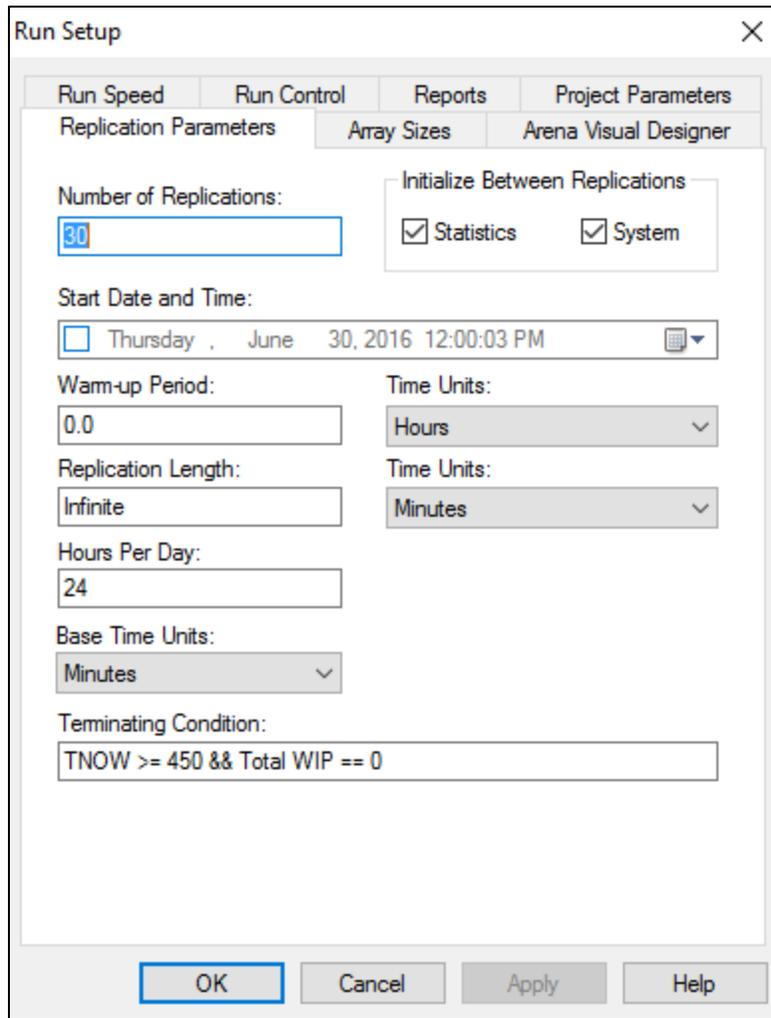 Run Setup
Run Speed Run Control Reports Project Parameters
Replication Parameters Array Sizes Arena Visual Designer
Number of Replications:
30
Initialize Between Replications
Statistics System
Start Date and Time:
Thursday , June 30, 2016 12:00:03 PM
Warm-up Period: Time Units:
0.0 Hours
Replication Length: Time Units:
Infinite Minutes
Hours Per Day:
24
Base Time Units:
Minutes
Terminating Condition:
TNOW >= 450 && Total WIP == 0
OK Cancel Apply Help